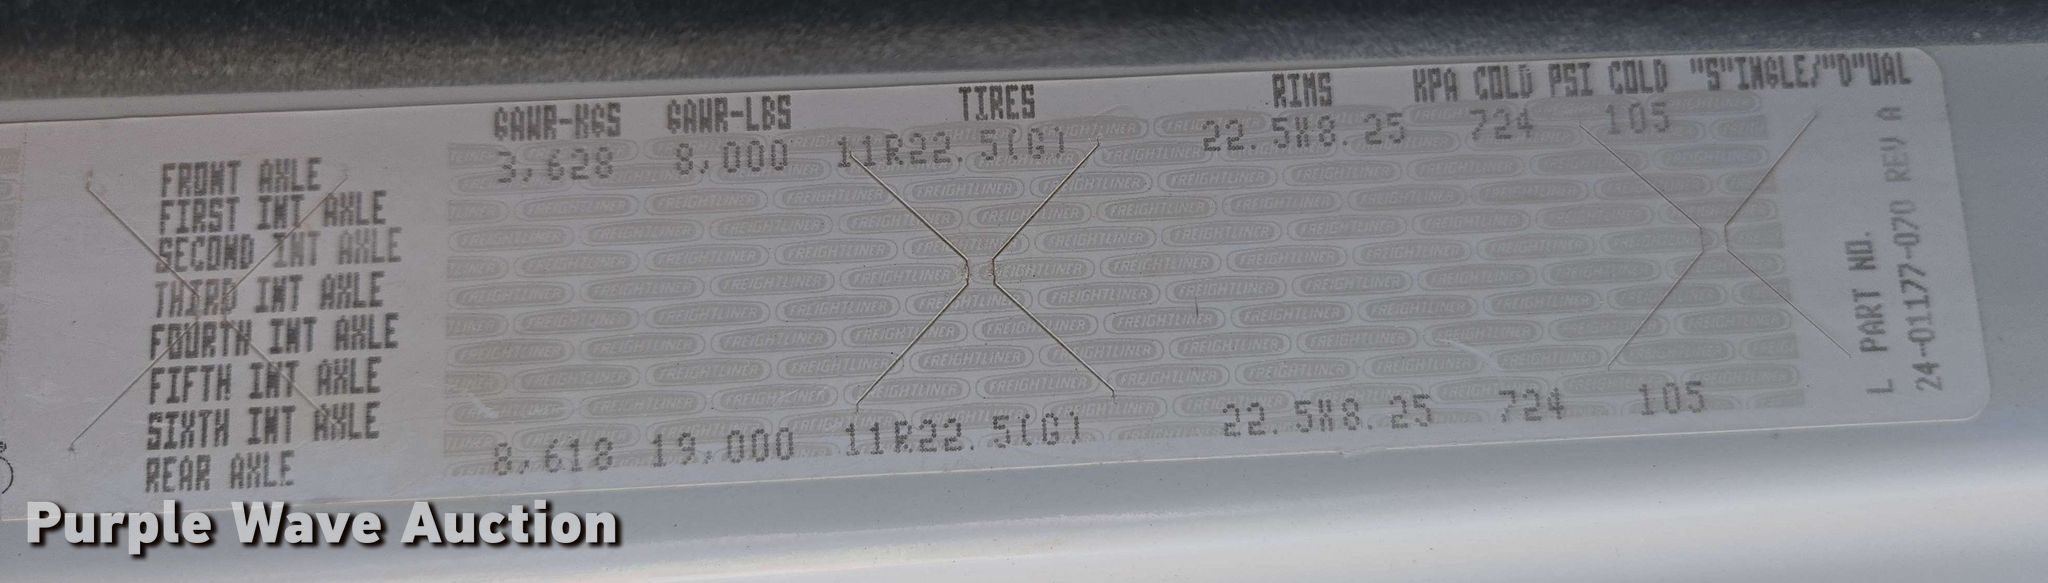 GAWR-KGS GAWR-LBS TIRES RIMS KPA COLD PSI COLD "S"INGLE/"D"UAL
FRONT AXLE 3,628 8,000 11R22.5(G) 22.5X8.25 724 105
FIRST INT AXLE
SECOND INT AXLE
THIRD INT AXLE
FOURTH INT AXLE
FIFTH INT AXLE
SIXTH INT AXLE
REAR AXLE 8,618 19,000 11R22.5(G) 22.5X8.25 724 105
L PART NO.
24-01177-070 REV A
FREIGHTLINER
Purple Wave Auction